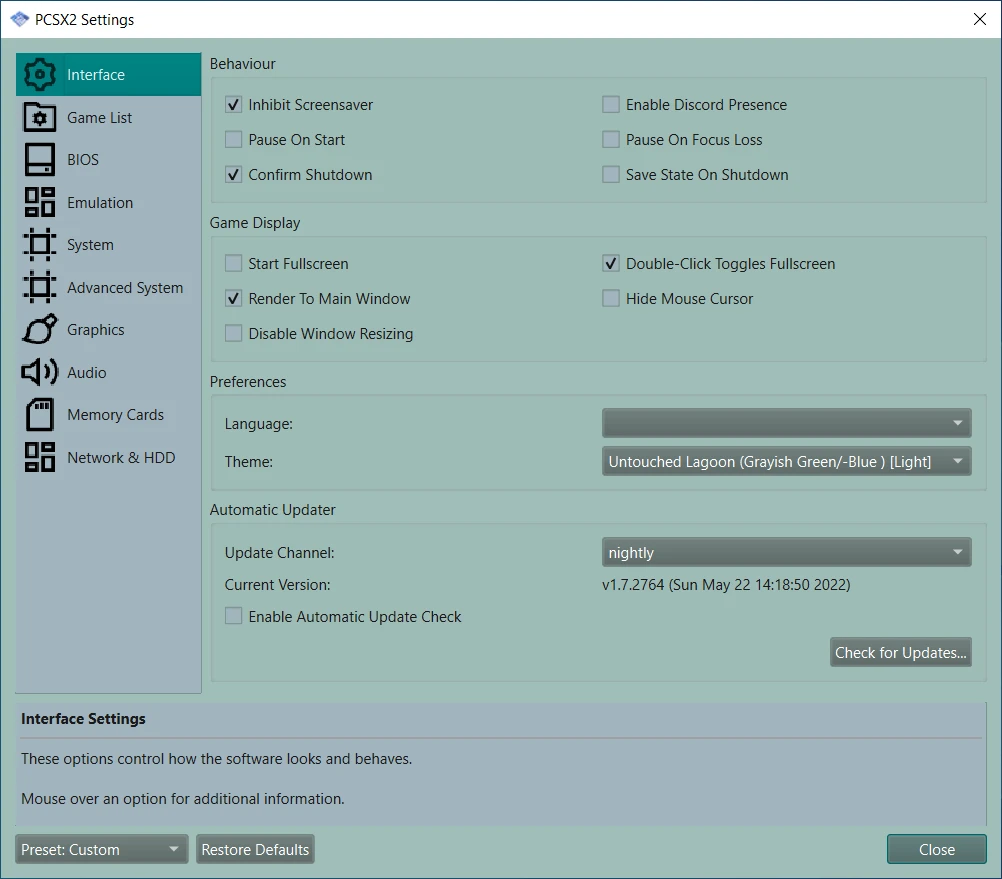 PCSX2 Settings
Interface
Game List
BIOS
Emulation
System
Advanced System
Graphics
Audio
Memory Cards
Network & HDD
Behaviour
Inhibit Screensaver
Enable Discord Presence
Pause On Start
Pause On Focus Loss
Confirm Shutdown
Save State On Shutdown
Game Display
Start Fullscreen
Double-Click Toggles Fullscreen
Render To Main Window
Hide Mouse Cursor
Disable Window Resizing
Preferences
Language:
Theme:
Untouched Lagoon (Grayish Green/-Blue ) [Light]
Automatic Updater
Update Channel:
nightly
Current Version:
v1.7.2764 (Sun May 22 14:18:50 2022)
Enable Automatic Update Check
Check for Updates...
Interface Settings
These options control how the software looks and behaves.
Mouse over an option for additional information.
Preset: Custom
Restore Defaults
Close